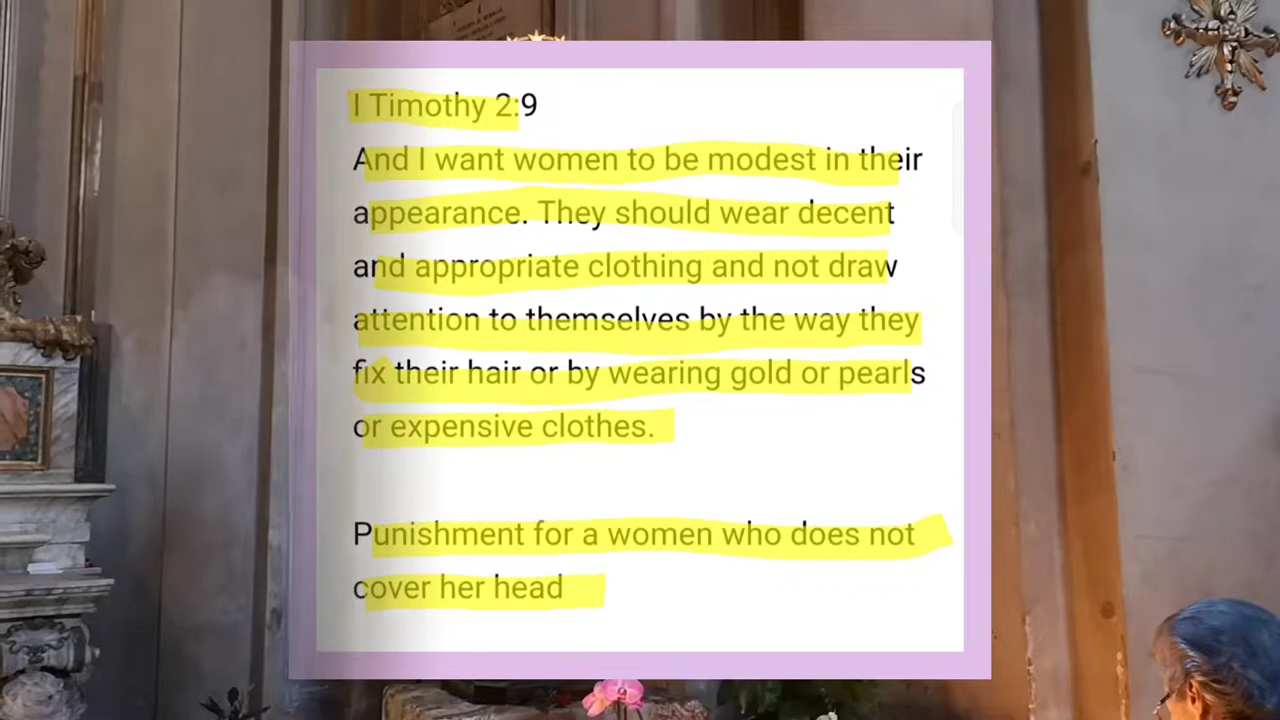 I Timothy 2:9
And I want women to be modest in their
appearance. They should wear decent
and appropriate clothing and not draw
attention to themselves by the way they
fix their hair or by wearing gold or pearls
or expensive clothes.
Punishment for a women who does not
cover her head